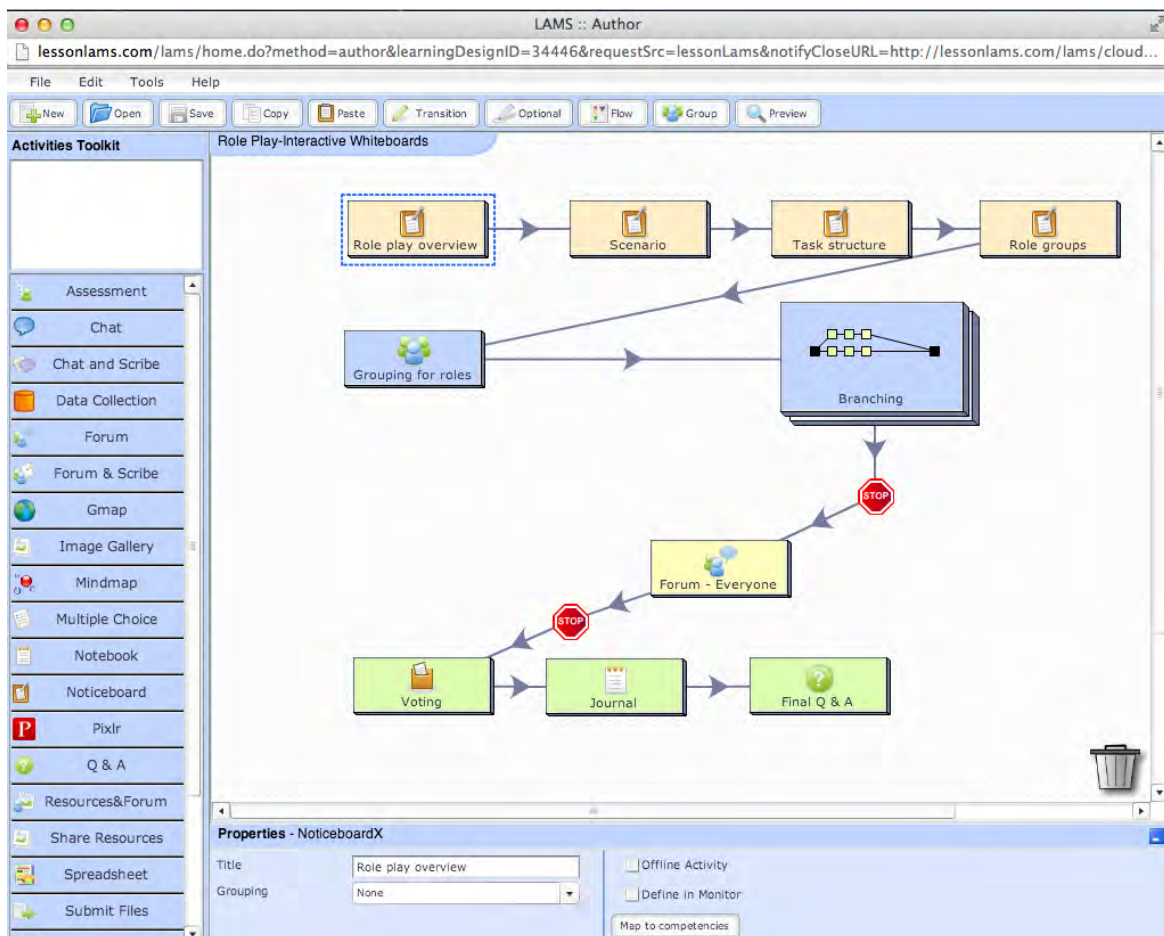 LAMS :: Author
lessonlams.com/lams/home.do?method=author&learningDesignID=34446&requestSrc=lessonLams&notifyCloseURL=http://lessonlams.com/lams/cloud...
File Edit Tools Help
New Open Save Copy Paste Transition Optional Flow Group Preview
Activities Toolkit
Role Play-Interactive Whiteboards
Role play overview
Scenario
Task structure
Role groups
Grouping for roles
Branching
STOP
Forum - Everyone
STOP
Voting
Journal
Final Q & A
Assessment
Chat
Chat and Scribe
Data Collection
Forum
Forum & Scribe
Gmap
Image Gallery
Mindmap
Multiple Choice
Notebook
Noticeboard
P Pixlr
Q & A
Resources&Forum
Share Resources
Spreadsheet
Submit Files
Properties - NoticeboardX
Title Role play overview
Grouping None
Offline Activity
Define in Monitor
Map to competencies